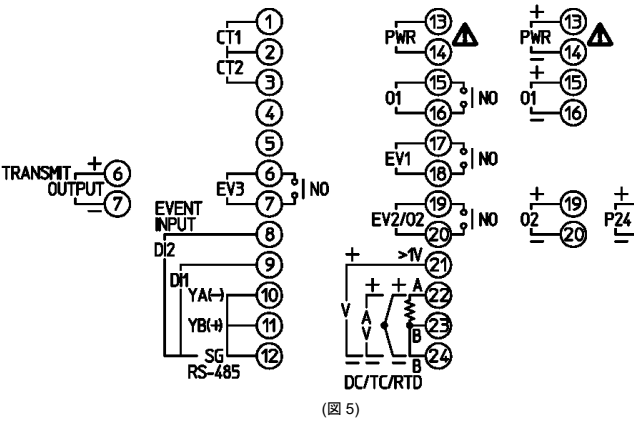 CT1
CT2
1
2
3
4
5
6
7
EV3
NO
TRANSMIT
OUTPUT
+
6
−
7
EVENT
INPUT
8
DI2
9
DI1
YA(−)
10
YB(+)
11
SG
12
RS-485
PWR
13
14
O1
15
16
NO
EV1
17
18
NO
EV2/O2
19
20
NO
+
>1V
21
V
+
+
A
22
A
V
23
B
−
−
−
B
24
DC/TC/RTD
+
13
PWR
−
14
+
15
O1
−
16
+
19
O2
−
20
+
P24
−
(図 5)